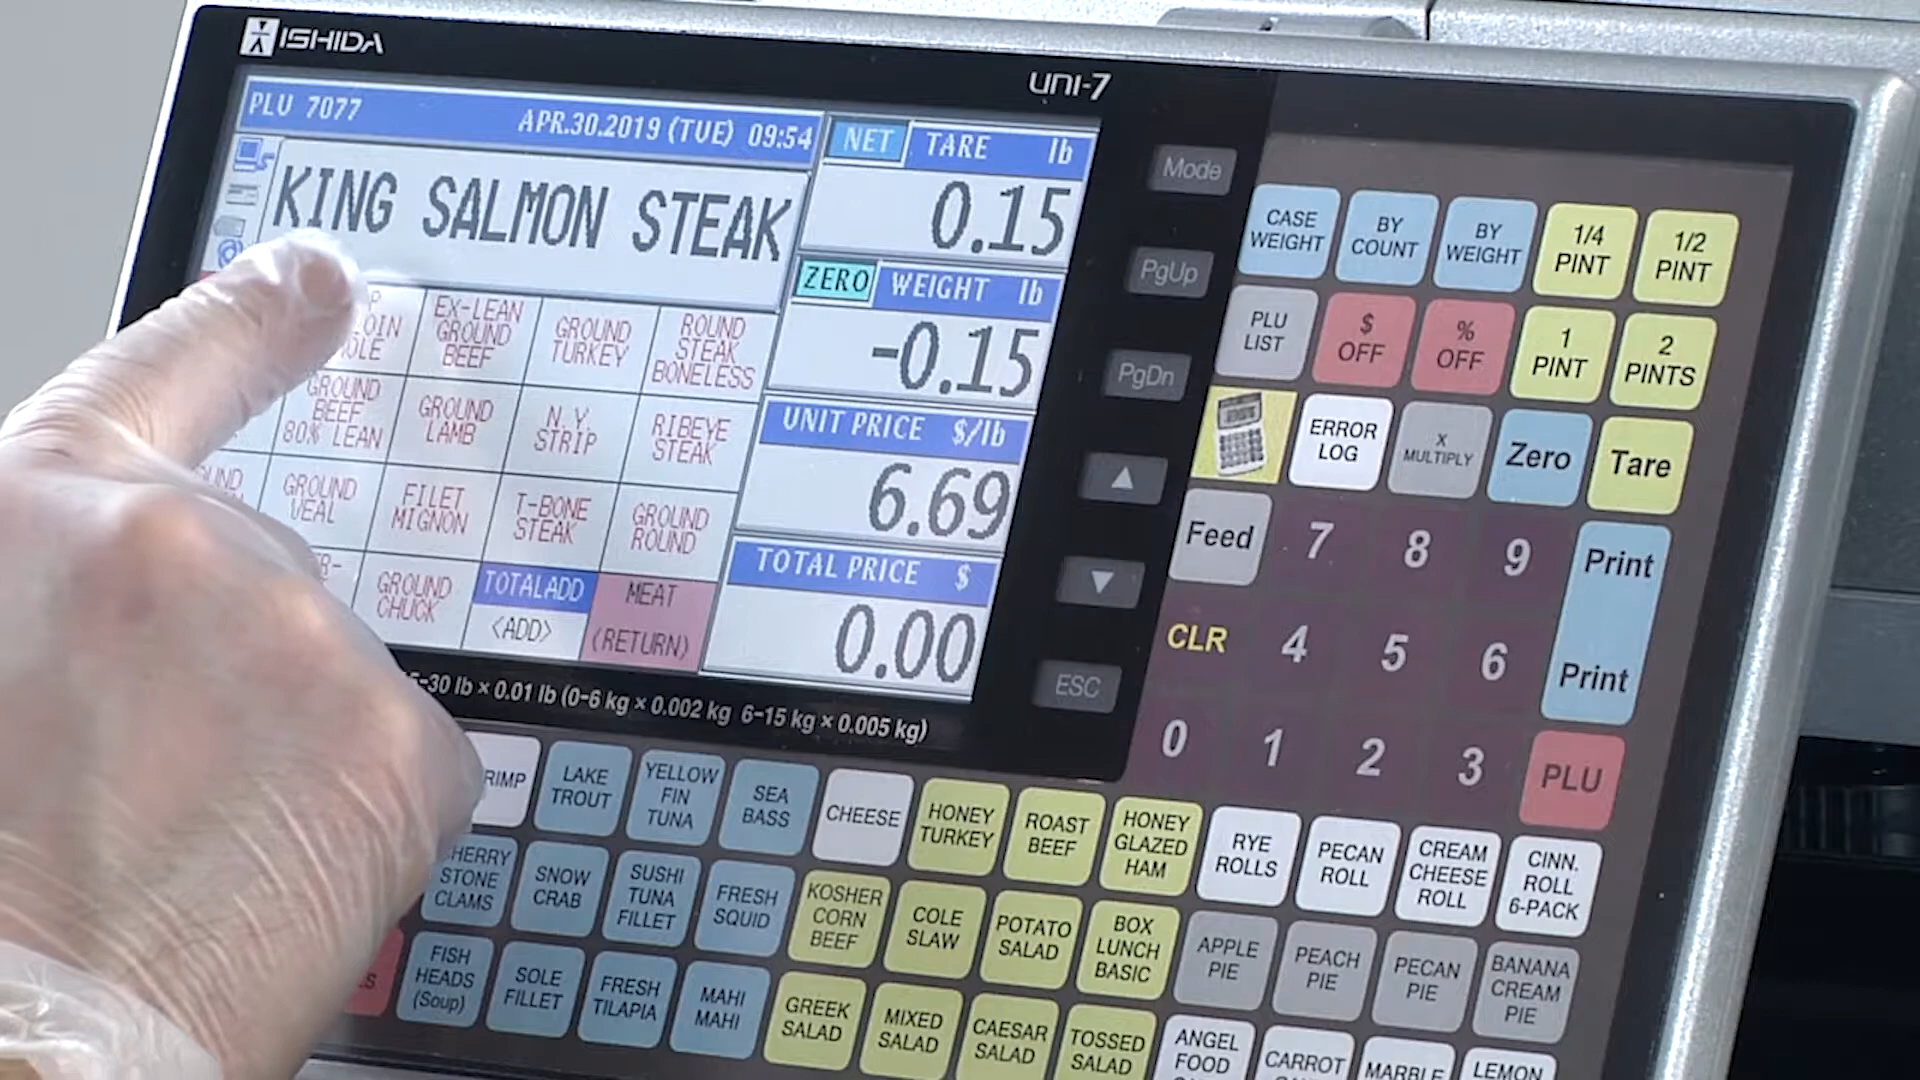 ISHIDA
UNI-7
PLU 7077
APR.30.2019 (TUE) 09:54
KING SALMON STEAK
NET TARE lb
0.15
ZERO WEIGHT lb
-0.15
UNIT PRICE $/lb
6.69
TOTAL PRICE $
0.00
EX-LEAN
GROUND
BEEF
GROUND
TURKEY
ROUND
STEAK
BONELESS
GROUND
BEEF
80% LEAN
GROUND
LAMB
N.Y.
STRIP
RIBEYE
STEAK
GROUND
VEAL
FILET
MIGNON
T-BONE
STEAK
GROUND
ROUND
GROUND
CHUCK
TOTALADD
<ADD>
MEAT
(RETURN)
-30 lb × 0.01 lb (0-6 kg × 0.002 kg 6-15 kg × 0.005 kg)
Mode
PgUp
PgDn
ESC
CASE
WEIGHT
BY
COUNT
BY
WEIGHT
1/4
PINT
1/2
PINT
PLU
LIST
$
OFF
%
OFF
1
PINT
2
PINTS
ERROR
LOG
X
MULTIPLY
Zero
Tare
Feed
7
8
9
Print
CLR
4
5
6
Print
0
1
2
3
PLU
LAKE
TROUT
YELLOW
FIN
TUNA
SEA
BASS
CHEESE
HONEY
TURKEY
ROAST
BEEF
HONEY
GLAZED
HAM
RYE
ROLLS
PECAN
ROLL
CREAM
CHEESE
ROLL
CINN.
ROLL
6-PACK
CHERRY
STONE
CLAMS
SNOW
CRAB
SUSHI
TUNA
FILLET
FRESH
SQUID
KOSHER
CORN
BEEF
COLE
SLAW
POTATO
SALAD
BOX
LUNCH
BASIC
APPLE
PIE
PEACH
PIE
PECAN
PIE
BANANA
CREAM
PIE
FISH
HEADS
(Soup)
SOLE
FILLET
FRESH
TILAPIA
MAHI
MAHI
GREEK
SALAD
MIXED
SALAD
CAESAR
SALAD
TOSSED
SALAD
ANGEL
FOOD
CARROT
MARBLE
LEMON